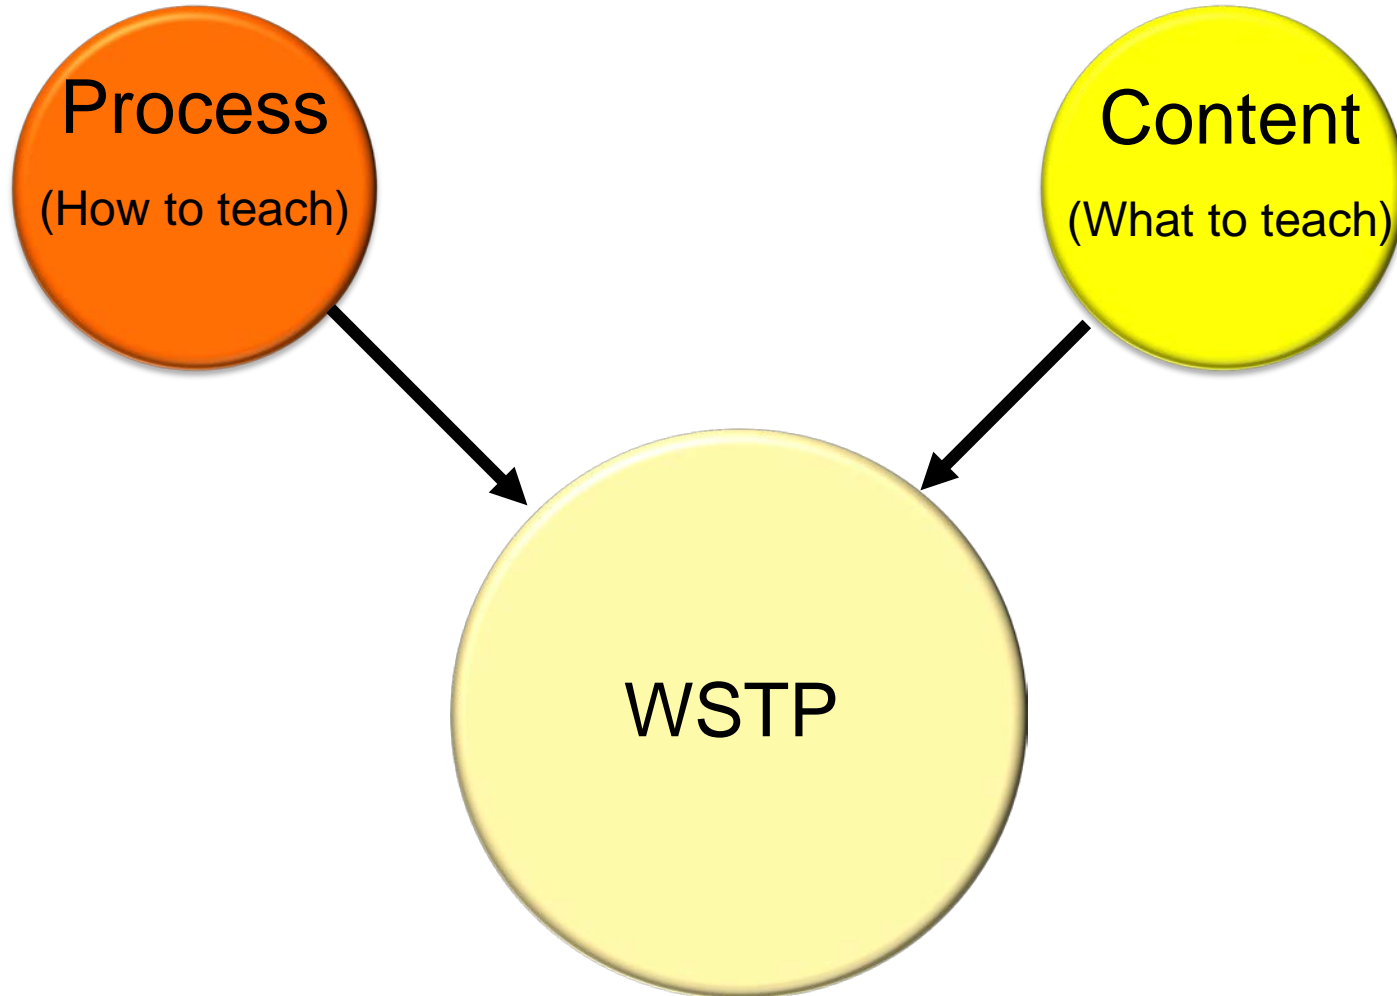 Process
(How to teach)
Content
(What to teach)
WSTP